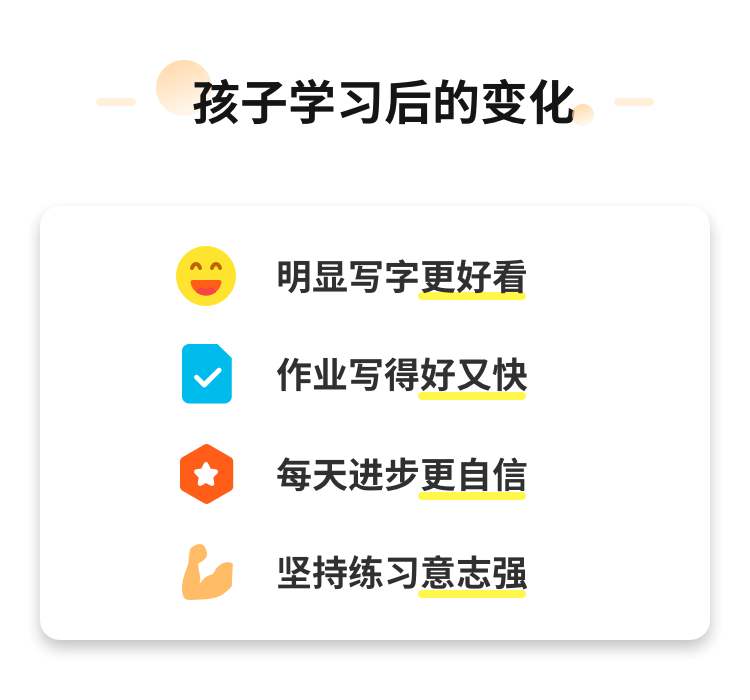 孩子学习后的变化
明显写字更好看
作业写得好又快
每天进步更自信
坚持练习意志强